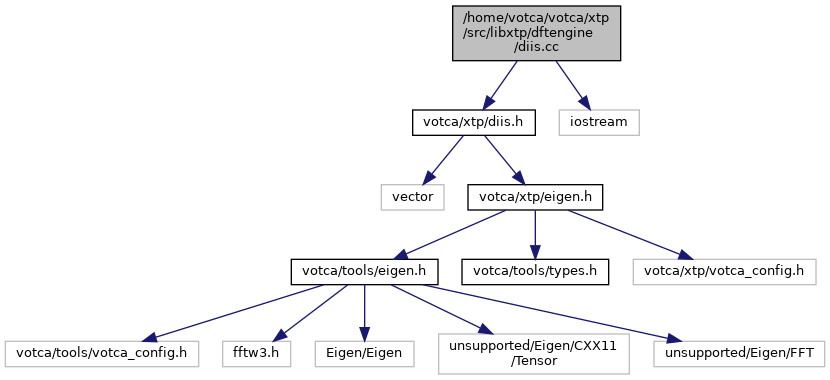 /home/votca/votca/xtp
/src/libxtp/dftengine
/diis.cc
votca/xtp/diis.h
iostream
vector
votca/xtp/eigen.h
votca/tools/eigen.h
votca/tools/types.h
votca/xtp/votca_config.h
votca/tools/votca_config.h
fftw3.h
Eigen/Eigen
unsupported/Eigen/CXX11
/Tensor
unsupported/Eigen/FFT